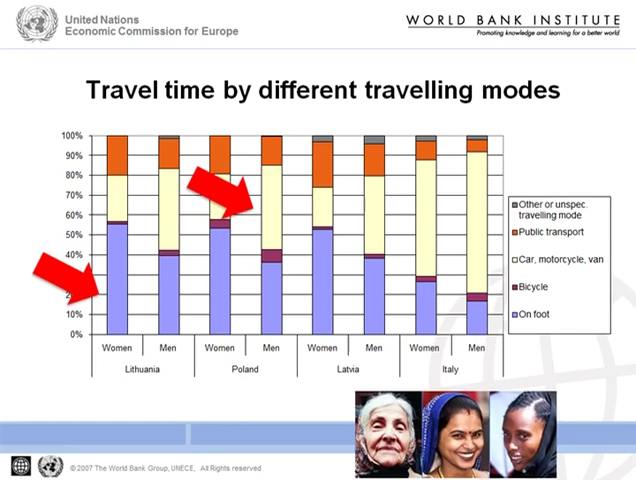 United Nations
Economic Commission for Europe
WORLD BANK INSTITUTE
Promoting knowledge and learning for a better world
Travel time by different travelling modes
100%
90%
80%
70%
60%
50%
40%
30%
20%
10%
0%
Women Men Women Men Women Men Women Men
Lithuania Poland Latvia Italy
Other or unspec.
travelling mode
Public transport
Car, motorcycle, van
Bicycle
On foot
© 2007 The World Bank Group, UNECE, All Rights reserved